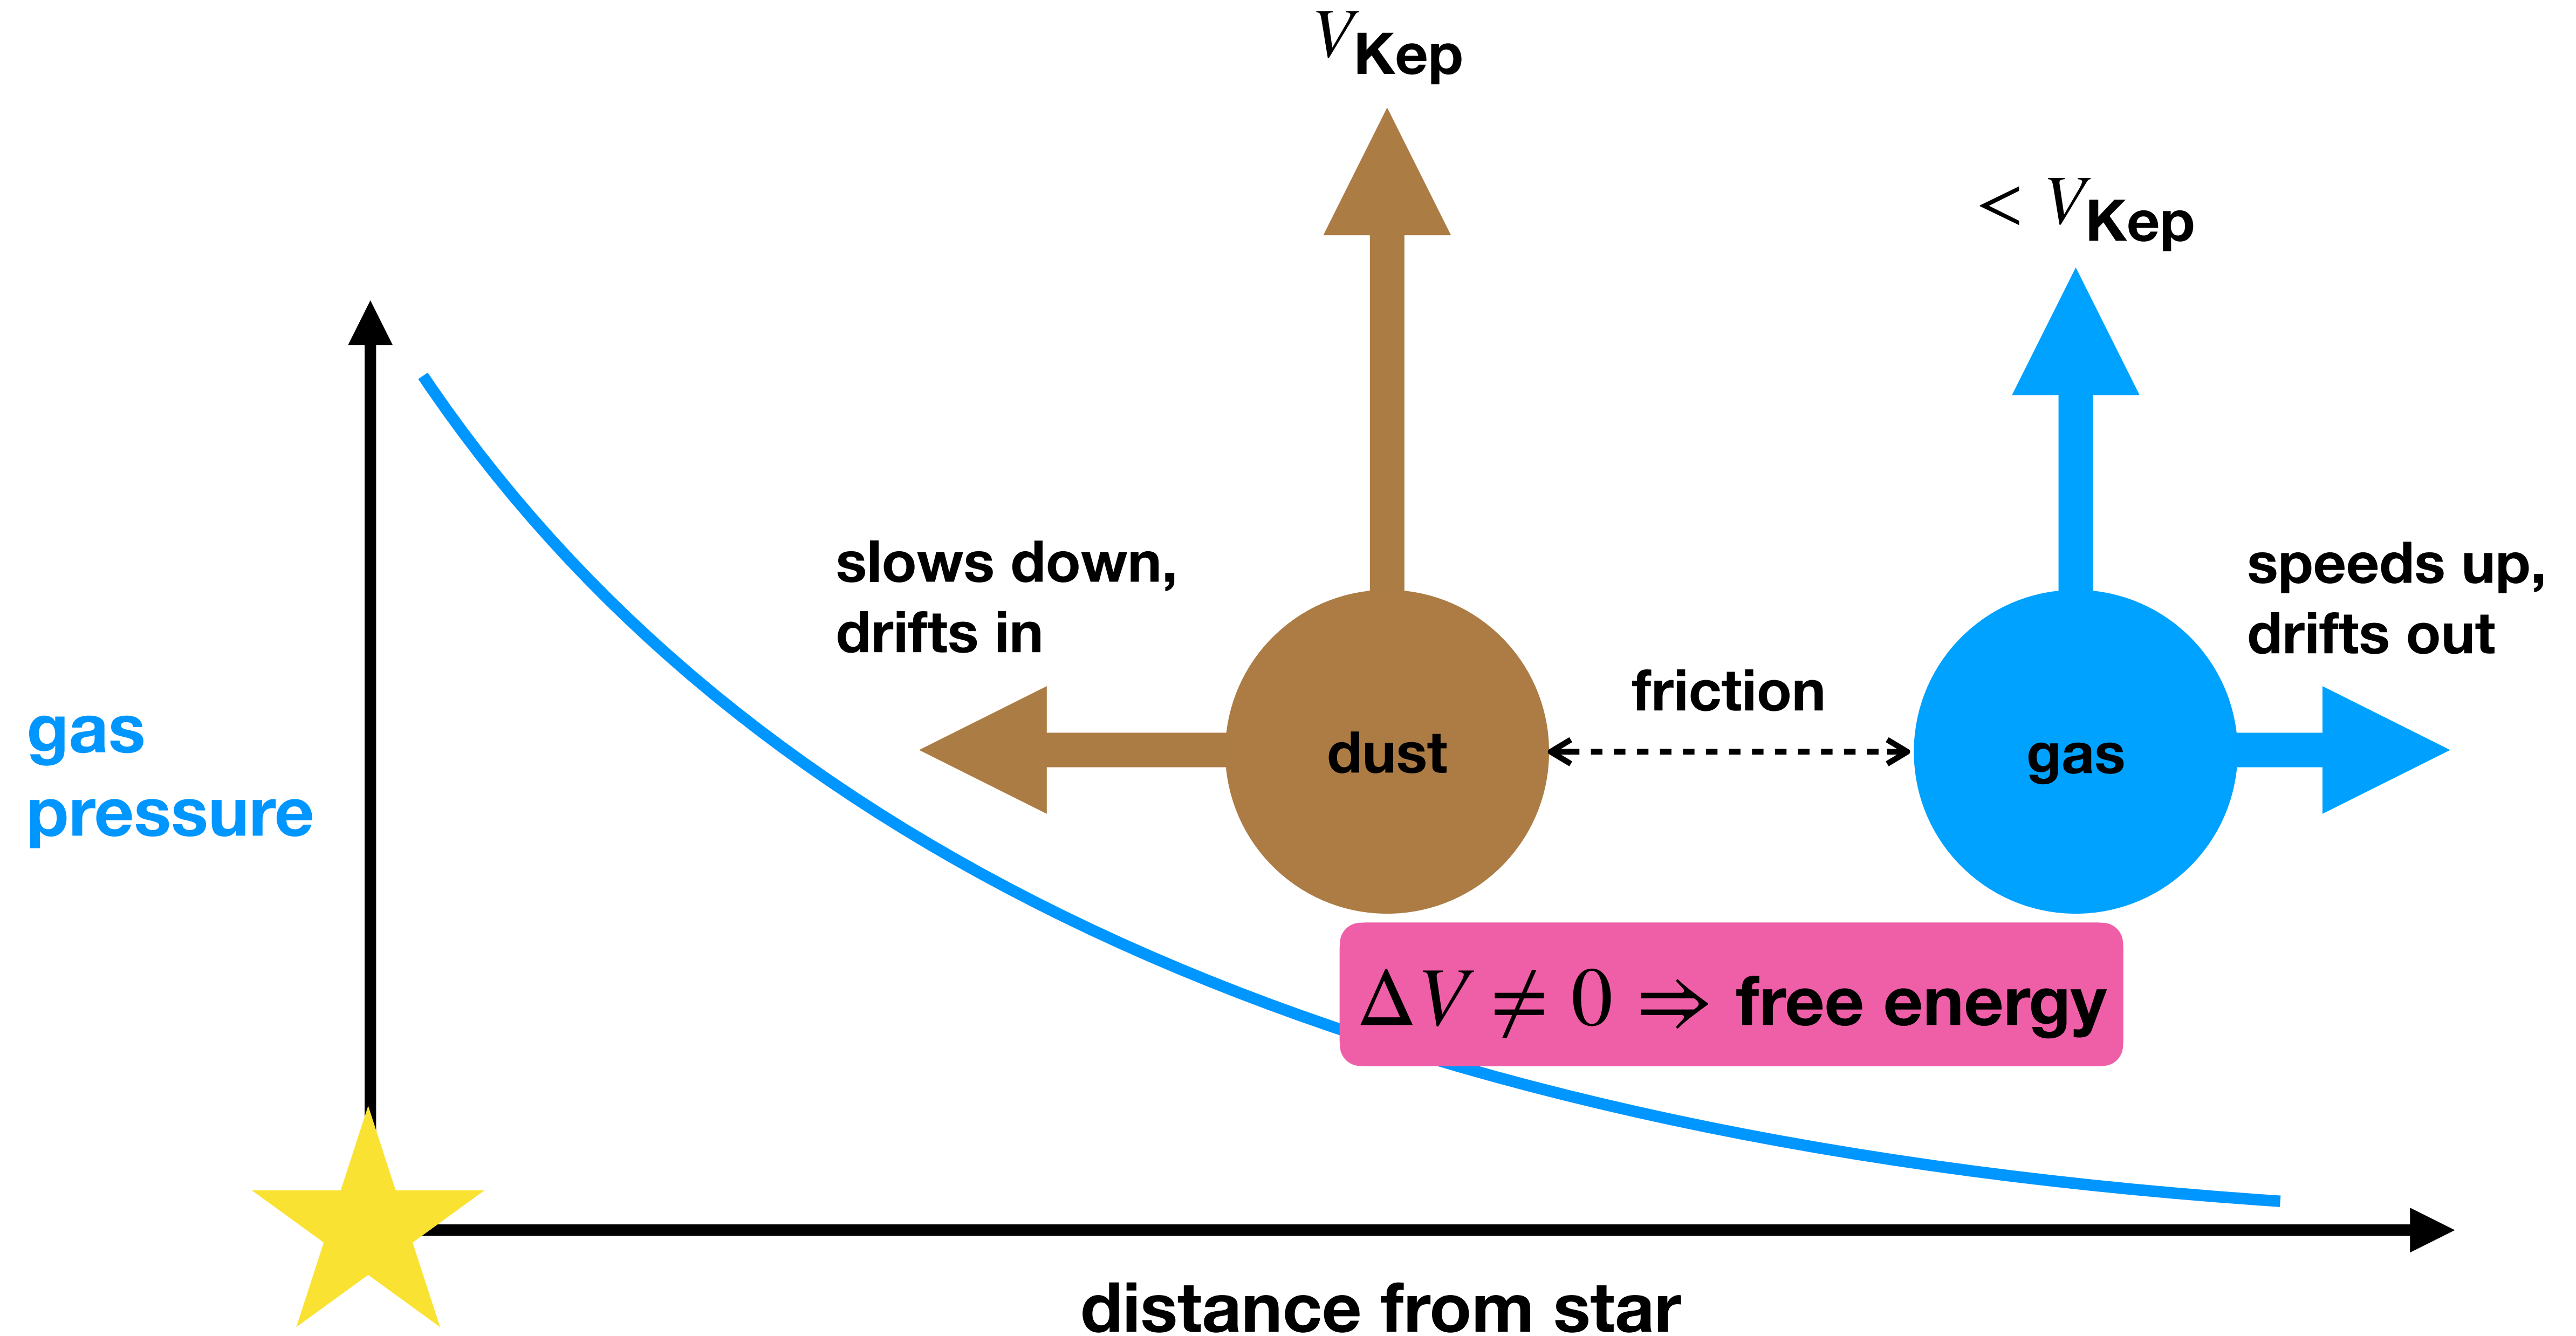 V_Kep
< V_Kep
slows down,
drifts in
speeds up,
drifts out
friction
gas
pressure
dust
gas
ΔV ≠ 0 ⇒ free energy
distance from star